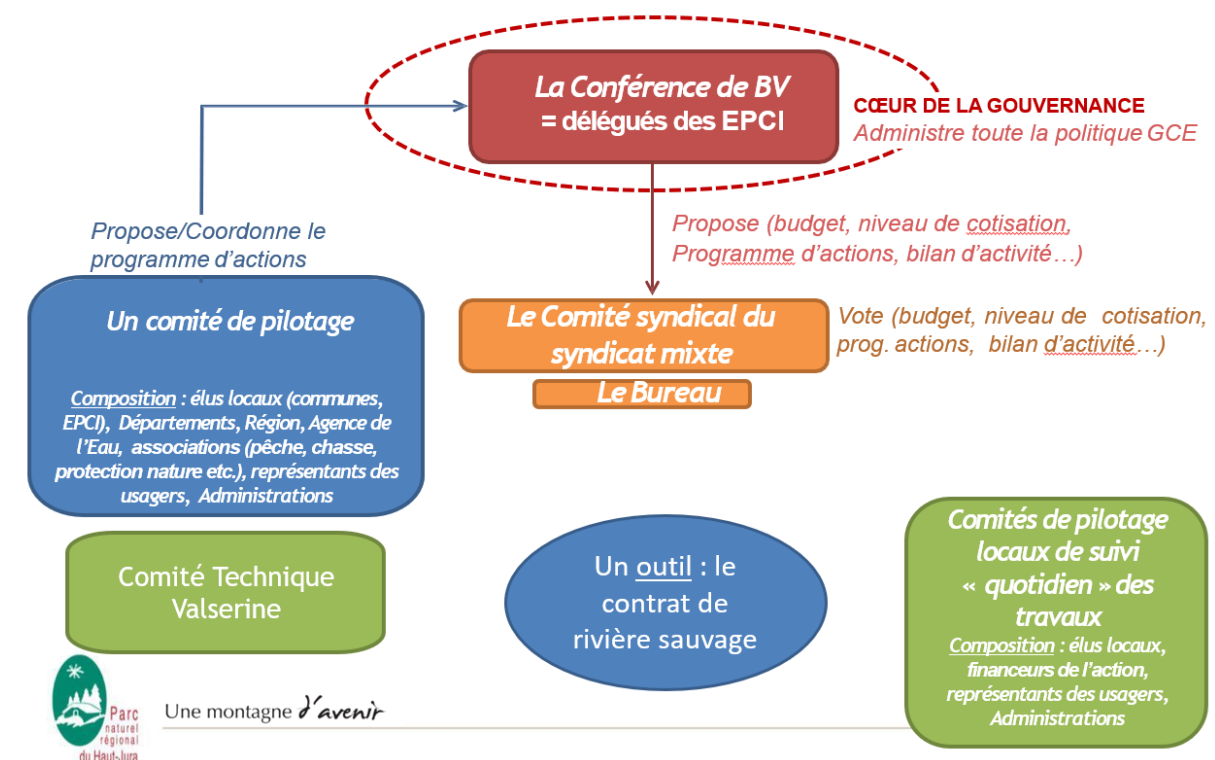 La Conférence de BV
= délégués des EPCI
CŒUR DE LA GOUVERNANCE
Administre toute la politique GCE
Propose/Coordonne le
programme d'actions
Propose (budget, niveau de cotisation,
Programme d'actions, bilan d'activité…)
Un comité de pilotage
Composition : élus locaux (communes,
EPCI), Départements, Région, Agence de
l'Eau, associations (pêche, chasse,
protection nature etc.), représentants des
usagers, Administrations
Le Comité syndical du
syndicat mixte
Le Bureau
Vote (budget, niveau de cotisation,
prog. actions, bilan d'activité…)
Comité Technique
Valserine
Un outil : le
contrat de
rivière sauvage
Comités de pilotage
locaux de suivi
« quotidien » des
travaux
Composition : élus locaux,
financeurs de l'action,
représentants des usagers,
Administrations
Parc
naturel
régional
du Haut-Jura
Une montagne d'avenir